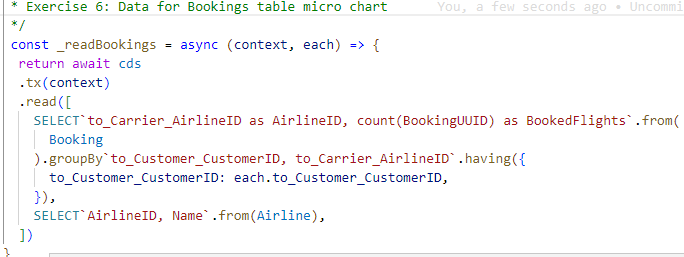 * Exercise 6: Data for Bookings table micro chart You, a few seconds ago • Uncommi
*/
const _readBookings = async (context, each) => {
return await cds
.tx(context)
.read([
SELECT`to_Carrier_AirlineID as AirlineID, count(BookingUUID) as BookedFlights`.from(
Booking
).groupBy`to_Customer_CustomerID, to_Carrier_AirlineID`.having({
to_Customer_CustomerID: each.to_Customer_CustomerID,
}),
SELECT`AirlineID, Name`.from(Airline),
])
}